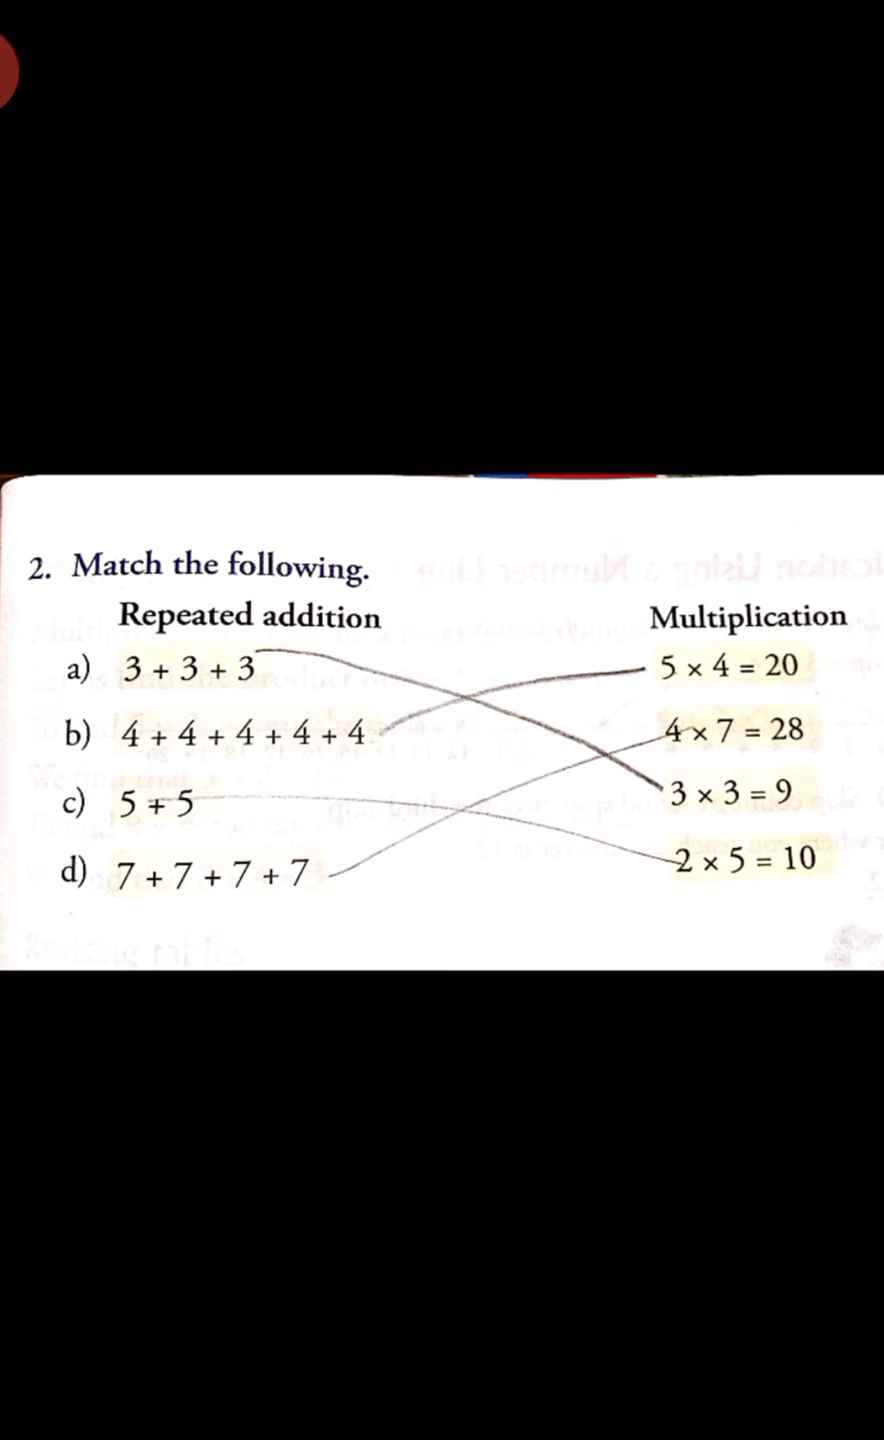 2. Match the following.
Repeated addition Multiplication
a) 3 + 3 + 3 5 × 4 = 20
b) 4 + 4 + 4 + 4 + 4 4 × 7 = 28
c) 5 + 5 3 × 3 = 9
d) 7 + 7 + 7 + 7 2 × 5 = 10